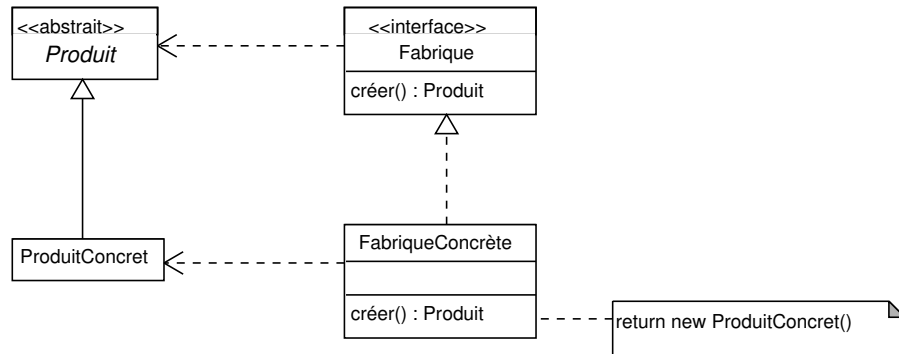 <<abstrait>>
Produit
<<interface>>
Fabrique
créer() : Produit
ProduitConcret
FabriqueConcrète
créer() : Produit
return new ProduitConcret()